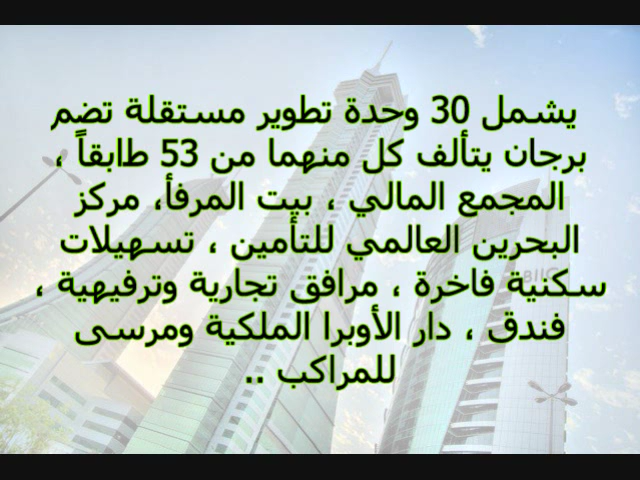 يشمل 30 وحدة تطوير مستقلة تضم
برجان يتألف كل منهما من 53 طابقاً ،
المجمع المالي ، بيت المرفأ، مركز
البحرين العالمي للتأمين ، تسهيلات
سكنية فاخرة ، مرافق تجارية وترفيهية ،
فندق ، دار الأوبرا الملكية ومرسى
للمراكب ..
BIIC